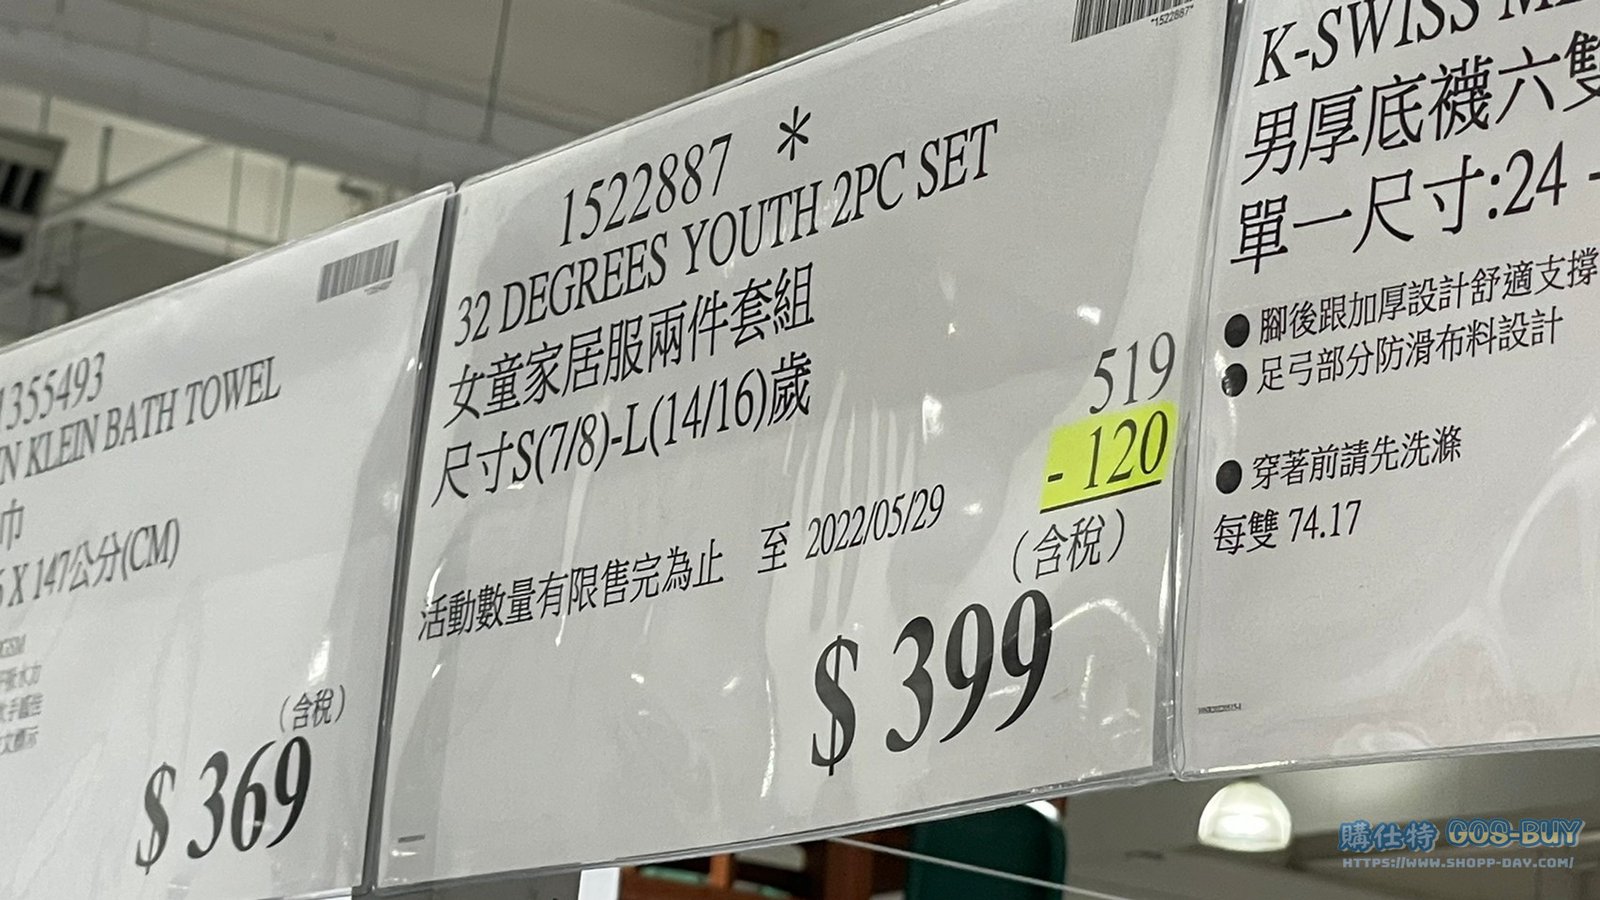 1355493
N KLEIN BATH TOWEL
巾
X 147公分(CM)
(含稅)
$ 369
1522887
1522887 *
32 DEGREES YOUTH 2PC SET
女童家居服兩件套組
尺寸S(7/8)-L(14/16)歲
519
- 120
活動數量有限售完為止 至 2022/05/29
(含稅)
$ 399
K-SWISS
男厚底襪六雙
單一尺寸:24 -
● 腳後跟加厚設計舒適支撐
● 足弓部分防滑布料設計
● 穿著前請先洗滌
每雙 74.17
購仕特 GOS-BUY
HTTPS://WWW.SHOPP-DAY.COM/